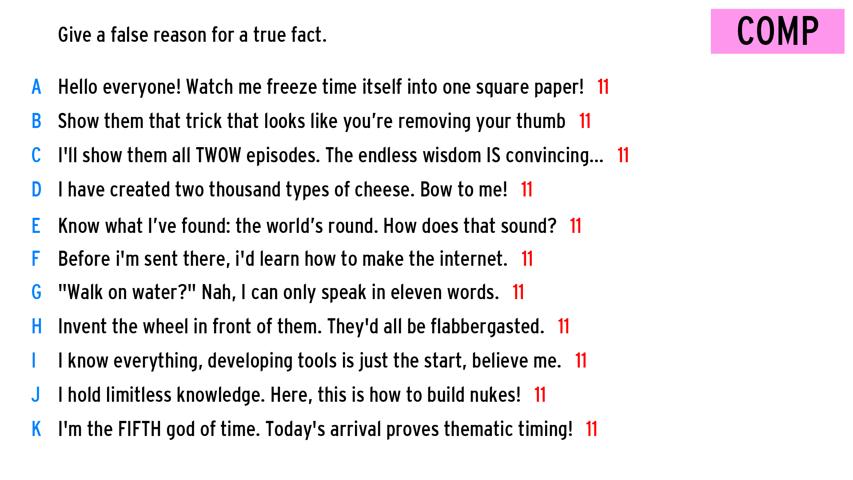 Give a false reason for a true fact.
COMP
A Hello everyone! Watch me freeze time itself into one square paper! 11
B Show them that trick that looks like you’re removing your thumb 11
C I'll show them all TWOW episodes. The endless wisdom IS convincing... 11
D I have created two thousand types of cheese. Bow to me! 11
E Know what I’ve found: the world’s round. How does that sound? 11
F Before i'm sent there, i'd learn how to make the internet. 11
G "Walk on water?" Nah, I can only speak in eleven words. 11
H Invent the wheel in front of them. They'd all be flabbergasted. 11
I I know everything, developing tools is just the start, believe me. 11
J I hold limitless knowledge. Here, this is how to build nukes! 11
K I'm the FIFTH god of time. Today's arrival proves thematic timing! 11